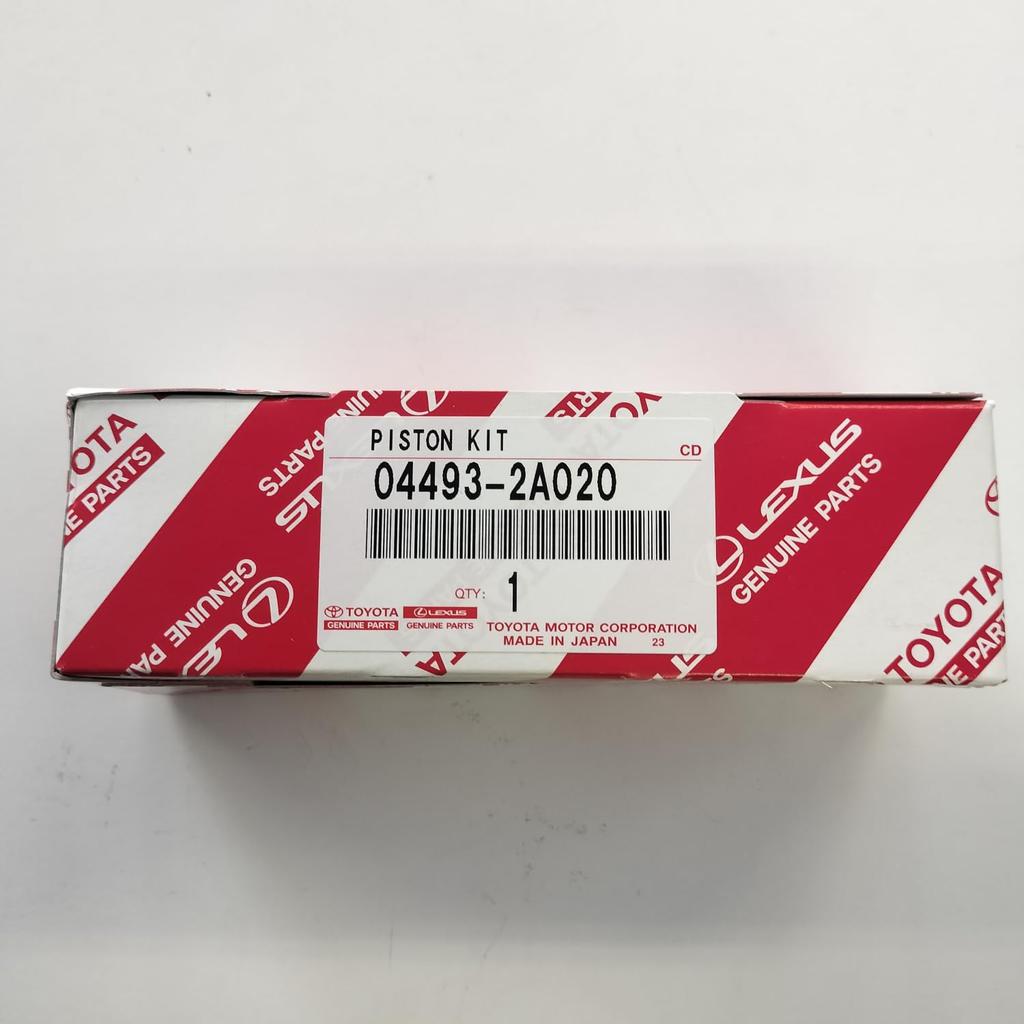 PISTON KIT
CD
04493-2A020
QTY: 1
TOYOTA
GENUINE PARTS
LEXUS
GENUINE PARTS
TOYOTA MOTOR CORPORATION
MADE IN JAPAN 23
OTA
GENUINE PARTS
LEXUS
GENUINE PARTS
LEXUS
GENUINE PARTS
TOYOTA